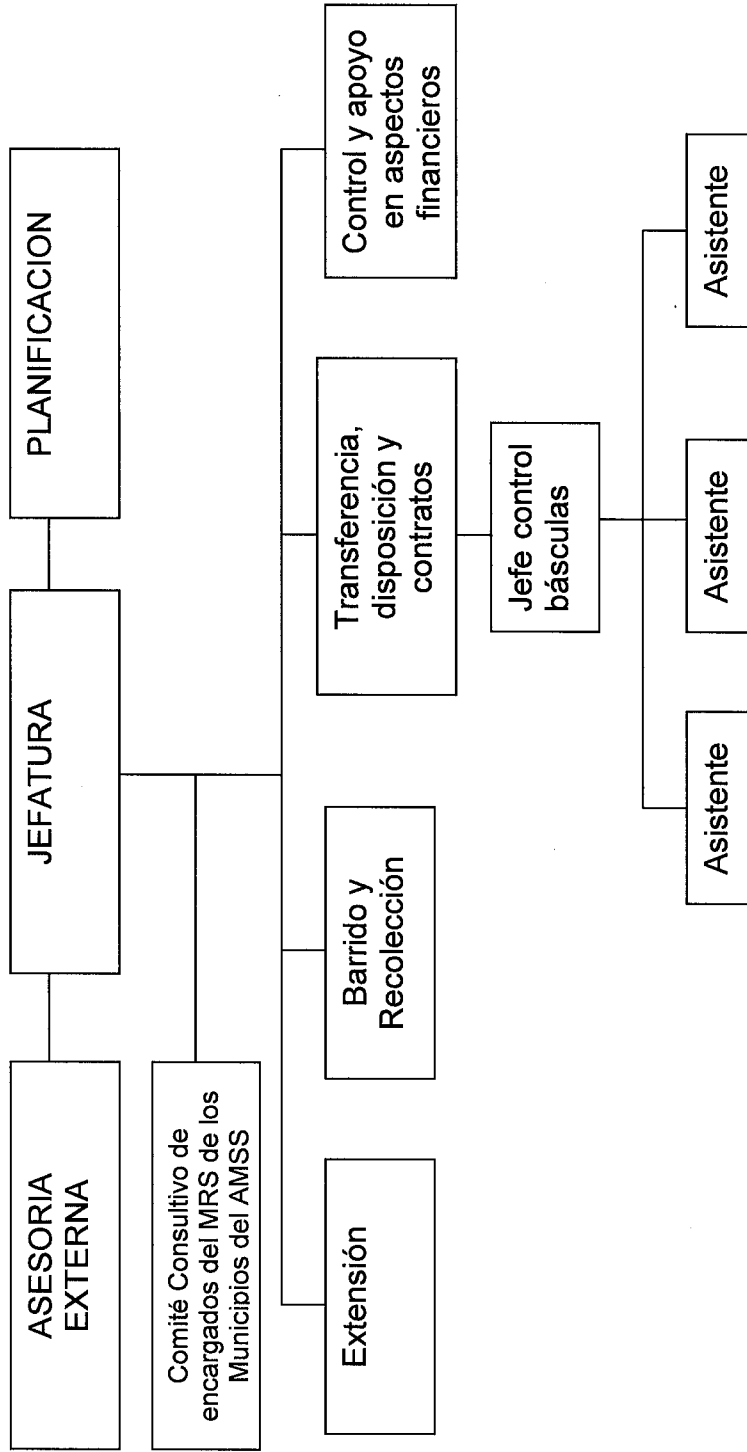 ASESORIA
EXTERNA
JEFATURA
PLANIFICACION
Comité Consultivo de
encargados del MRS de los
Municipios del AMSS
Extensión
Barrido y
Recolección
Transferencia,
disposición y
contratos
Control y apoyo
en aspectos
financieros
Jefe control
básculas
Asistente
Asistente
Asistente